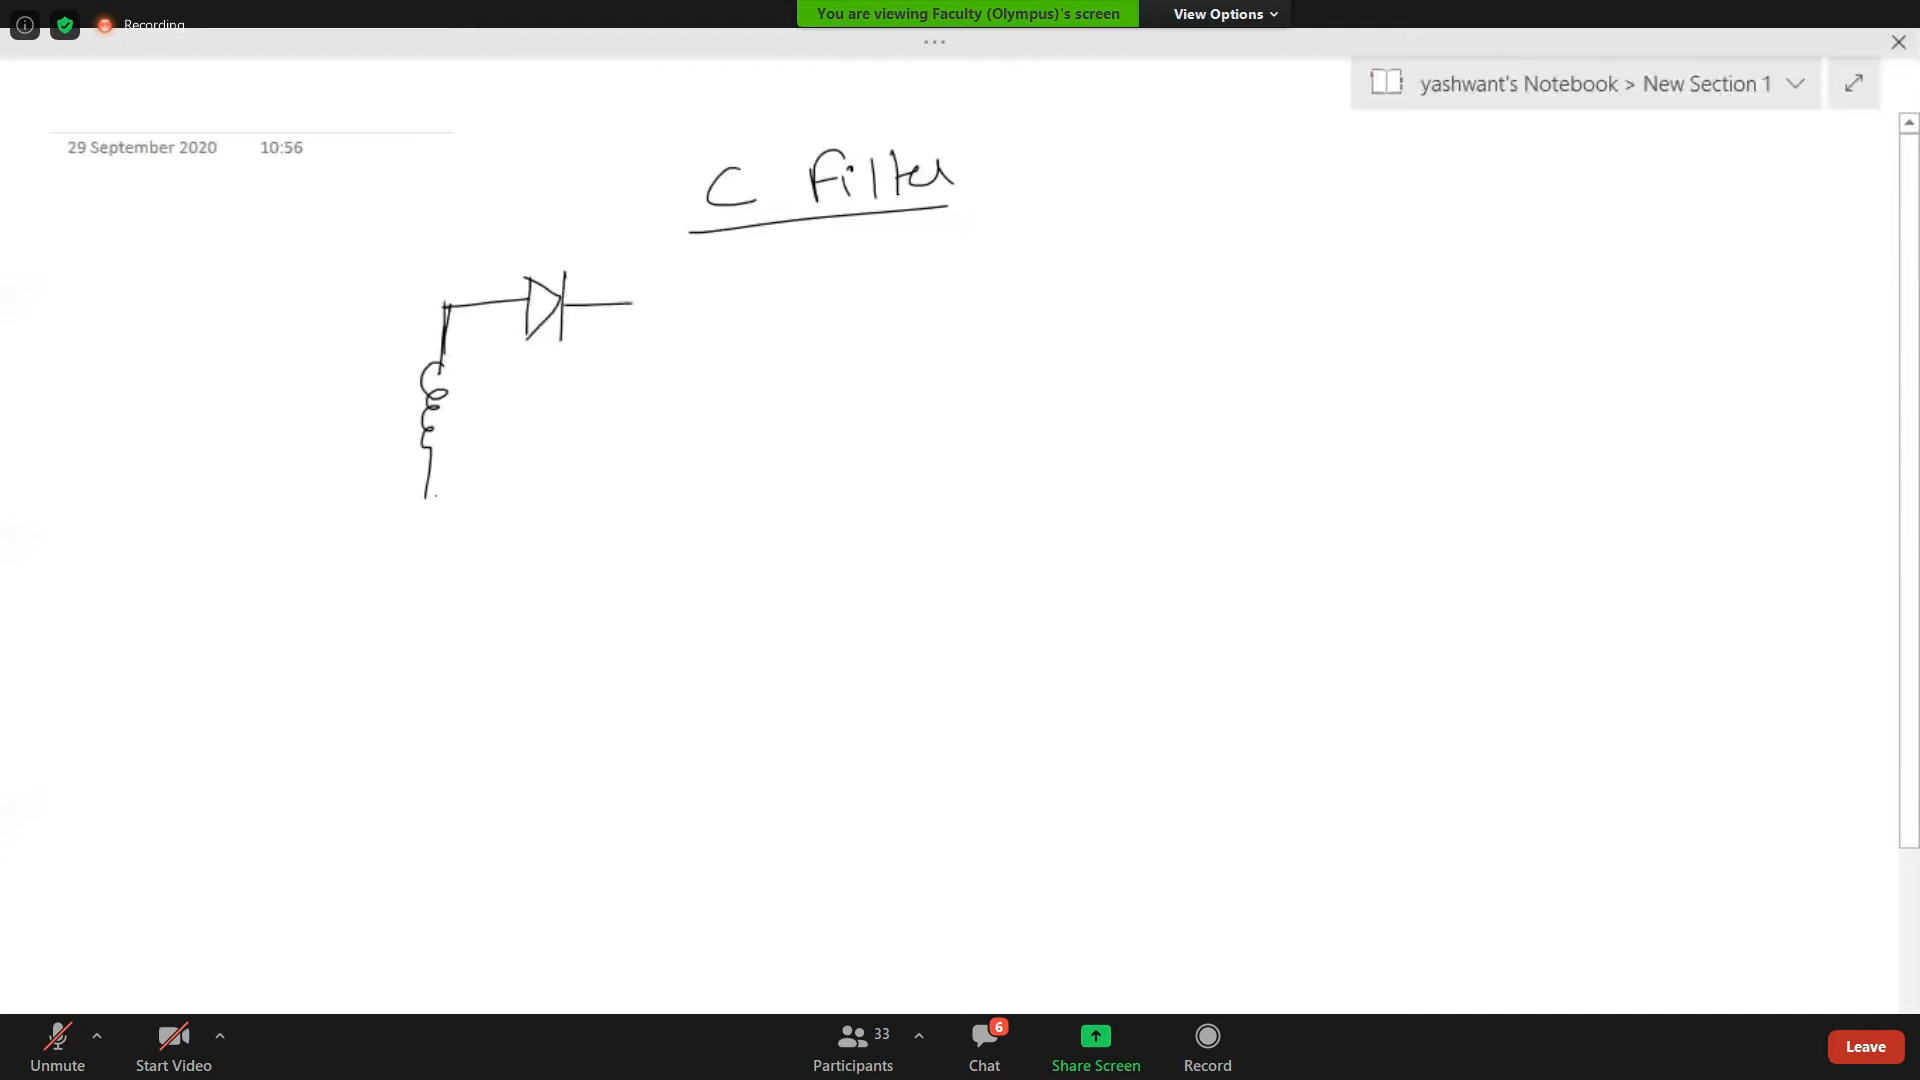 Recording
You are viewing Faculty (Olympus)'s screen
View Options
yashwant's Notebook > New Section 1
29 September 2020 10:56
C Filter
Unmute
Start Video
33
Participants
6
Chat
Share Screen
Record
Leave